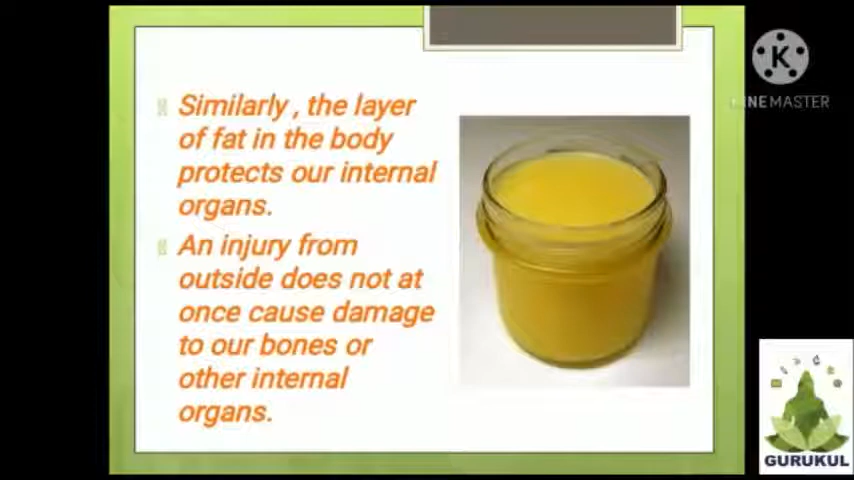 Similarly , the layer
of fat in the body
protects our internal
organs.
An injury from
outside does not at
once cause damage
to our bones or
other internal
organs.
K
NEMASTER
GURUKUL